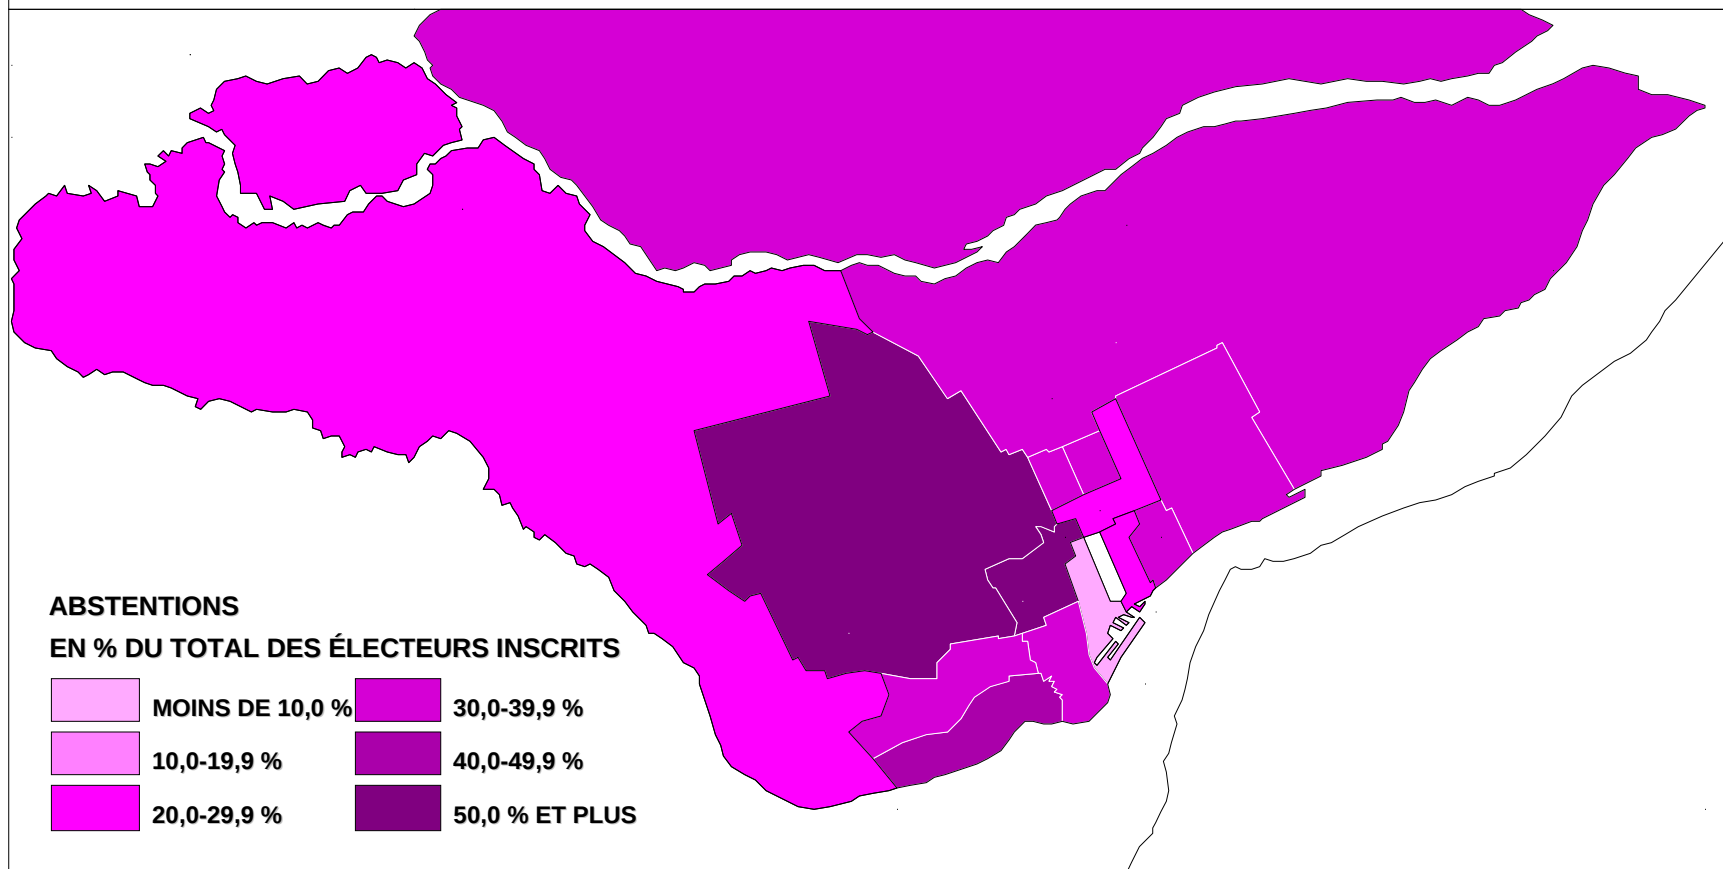 ABSTENTIONS
EN % DU TOTAL DES ÉLECTEURS INSCRITS
MOINS DE 10,0 %
10,0-19,9 %
20,0-29,9 %
30,0-39,9 %
40,0-49,9 %
50,0 % ET PLUS